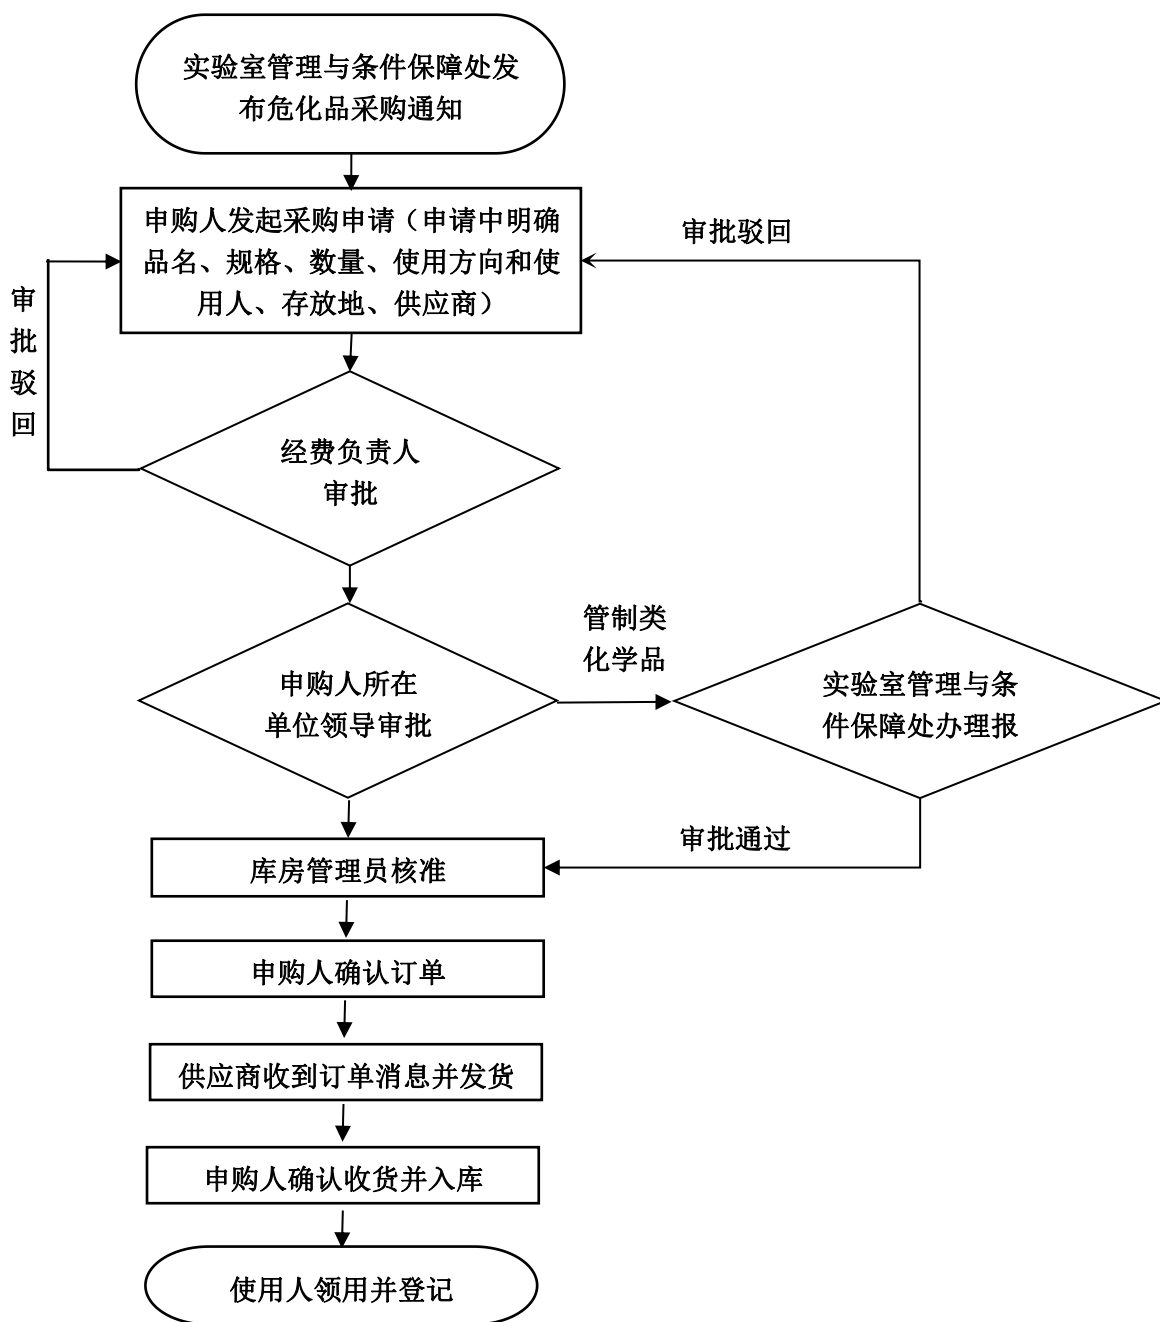 实验室管理与条件保障处发
布危化品采购通知
申购人发起采购申请（申请中明确
品名、规格、数量、使用方向和使
用人、存放地、供应商）
审批驳回
审
批
驳
回
经费负责人
审批
管制类
化学品
申购人所在
单位领导审批
实验室管理与条
件保障处办理报
审批通过
库房管理员核准
申购人确认订单
供应商收到订单消息并发货
申购人确认收货并入库
使用人领用并登记